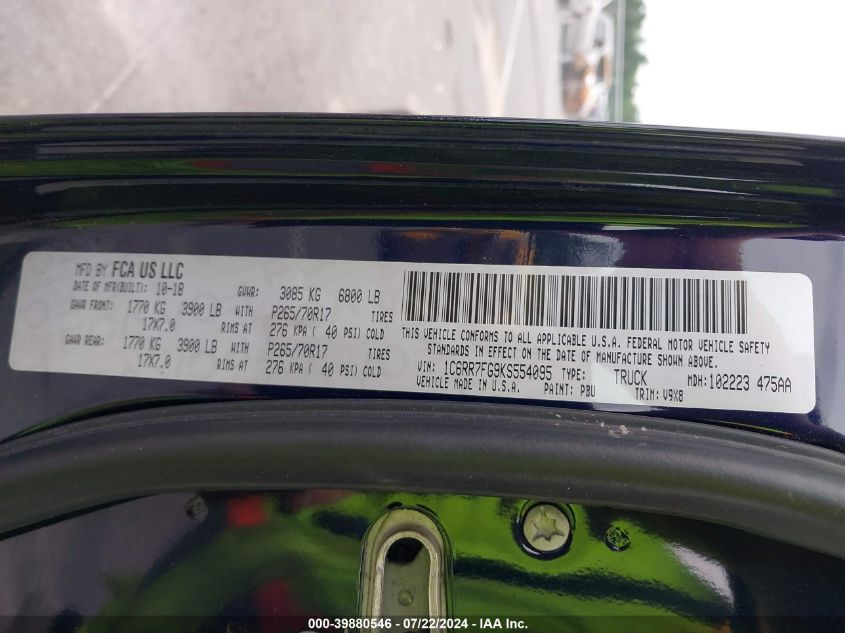 MFD BY FCA US LLC
DATE OF MFR(BUILT): 10-18 GVWR: 3085 KG 6800 LB
GAWR FRONT: 1770 KG 3900 LB WITH P265/70R17 TIRES
17X7.0 RIMS AT 276 KPA ( 40 PSI) COLD
GAWR REAR: 1770 KG 3900 LB WITH P265/70R17 TIRES
17X7.0 RIMS AT 276 KPA ( 40 PSI) COLD
THIS VEHICLE CONFORMS TO ALL APPLICABLE U.S.A. FEDERAL MOTOR VEHICLE SAFETY
STANDARDS IN EFFECT ON THE DATE OF MANUFACTURE SHOWN ABOVE.
VIN: 1C6RR7FG9KS554095 TYPE: TRUCK MDH:102223 475AA
VEHICLE MADE IN U.S.A. PAINT: PBU TRIM: V9X8
000-39880546 - 07/22/2024 - IAA Inc.